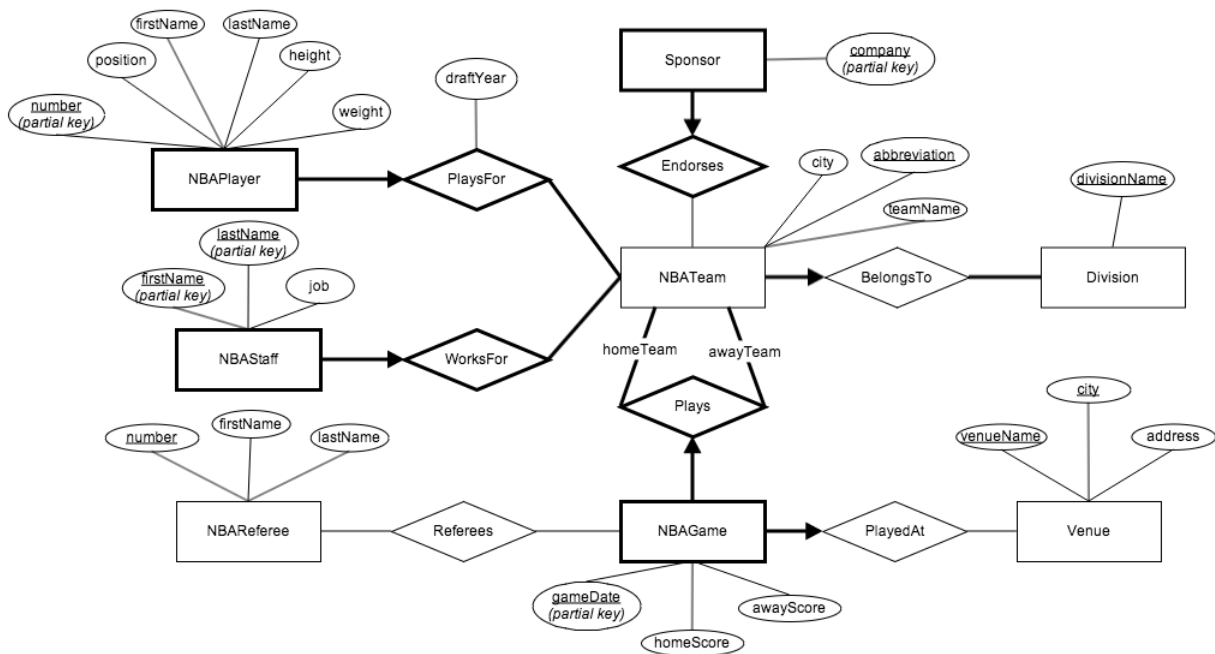 firstName
lastName
position
height
number
(partial key)
weight
NBAPlayer
draftYear
PlaysFor
Sponsor
company
(partial key)
Endorses
city
abbreviation
teamName
divisionName
NBATeam
BelongsTo
Division
lastName
(partial key)
firstName
(partial key)
job
NBAStaff
WorksFor
homeTeam
awayTeam
Plays
number
firstName
lastName
NBAReferee
Referees
NBAGame
PlayedAt
Venue
venueName
city
address
gameDate
(partial key)
homeScore
awayScore